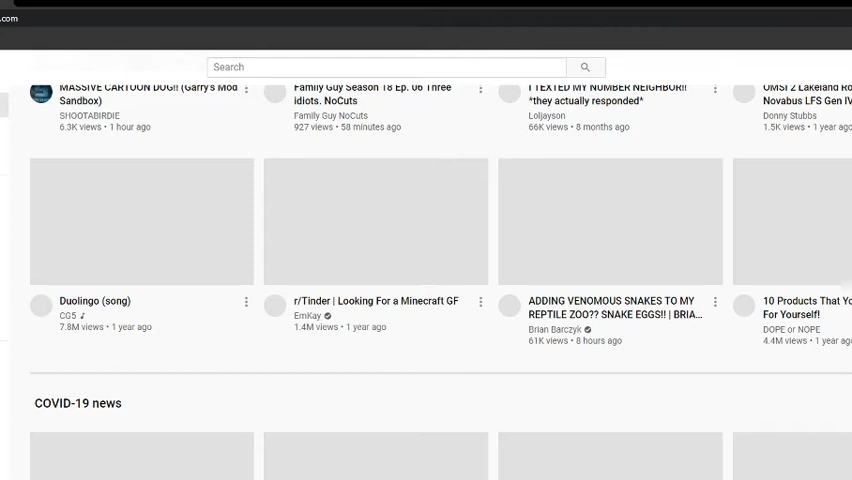 .com
Search
MASSIVE CARTOON DOG!! (Garry's Mod
Sandbox)
SHOOTABIRDIE
6.3K views • 1 hour ago
Family Guy Season 18 Ep. 06 Three
idiots. NoCuts
Family Guy NoCuts
927 views • 58 minutes ago
I TEXTED MY NUMBER NEIGHBOR!!
*they actually responded*
Loljayson
66K views • 8 months ago
OMSI 2 Lakeland
Novabus LFS Gen
Donny Stubbs
1.5K views • 1 year ago
Duolingo (song)
CG5 ♪
7.8M views • 1 year ago
r/Tinder | Looking For a Minecraft GF
EmKay
1.4M views • 1 year ago
ADDING VENOMOUS SNAKES TO MY
REPTILE ZOO?? SNAKE EGGS!! | BRIA...
Brian Barczyk
61K views • 8 hours ago
10 Products That
For Yourself!
DOPE or NOPE
4.4M views • 1 year ago
COVID-19 news